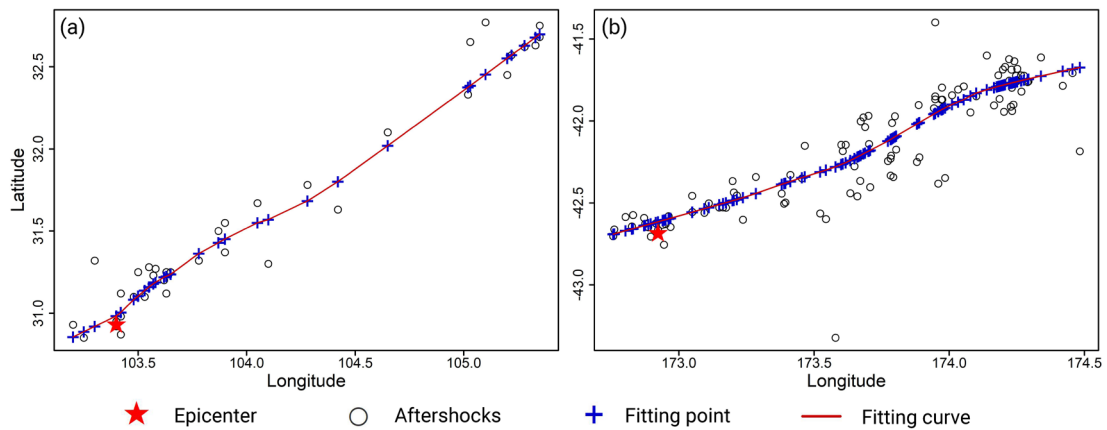 (a)
(b)
Latitude
32.5
32.0
31.5
31.0
-41.5
-42.0
-42.5
-43.0
103.5
104.0
104.5
105.0
173.0
173.5
174.0
174.5
Longitude
Longitude
Epicenter
Aftershocks
Fitting point
Fitting curve